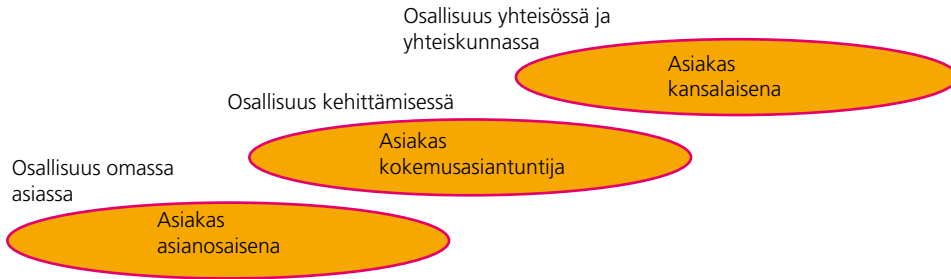 Osallisuus yhteisössä ja
yhteiskunnassa
Asiakas
kansalaisena
Osallisuus kehittämisessä
Asiakas
kokemusasiantuntija
Osallisuus omassa
asiassa
Asiakas
asianosaisena